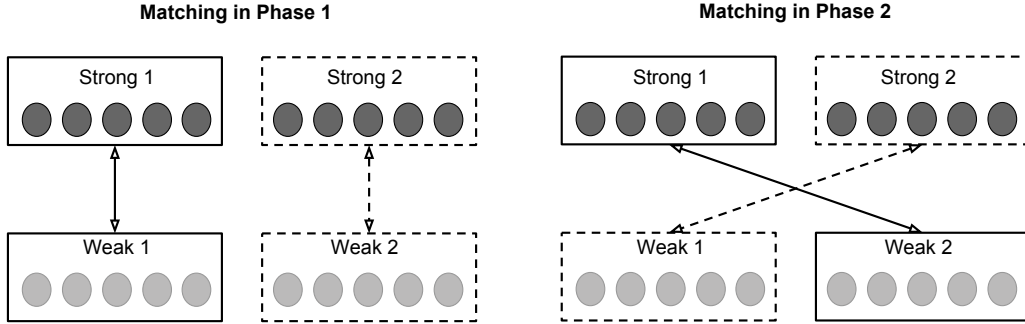 Matching in Phase 1
Strong 1
Strong 2
Weak 1
Weak 2
Matching in Phase 2
Strong 1
Strong 2
Weak 1
Weak 2